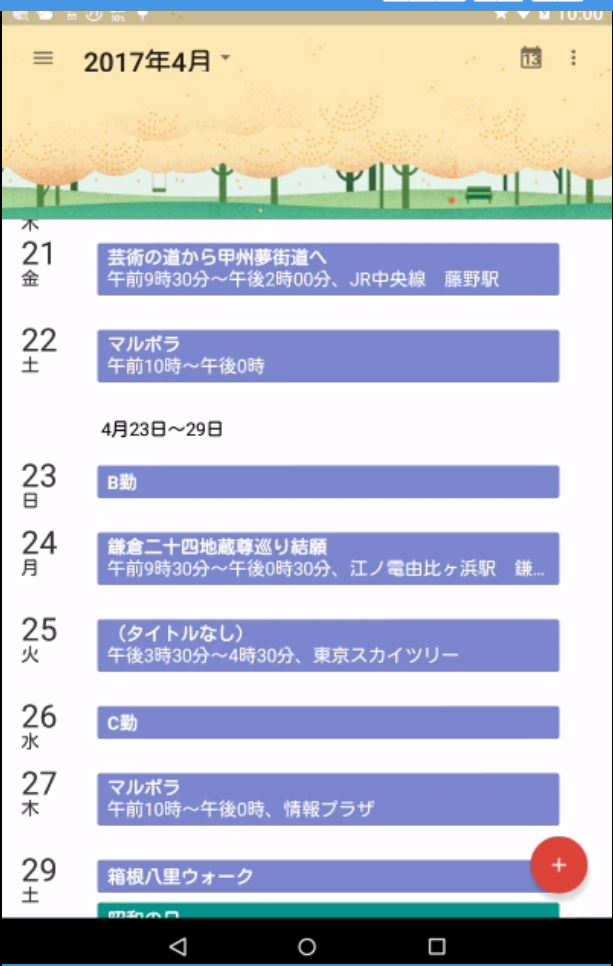 10:00
2017年4月
13
木
21
金
芸術の道から甲州夢街道へ
午前9時30分～午後2時00分、JR中央線　藤野駅
22
土
マルポラ
午前10時～午後0時
4月23日～29日
23
日
B勤
24
月
鎌倉二十四地蔵尊巡り結願
午前9時30分～午後0時30分、江ノ電由比ヶ浜駅　鎌…
25
火
（タイトルなし）
午後3時30分～4時30分、東京スカイツリー
26
水
C勤
27
木
マルポラ
午前10時～午後0時、情報プラザ
29
土
箱根八里ウォーク
昭和の日